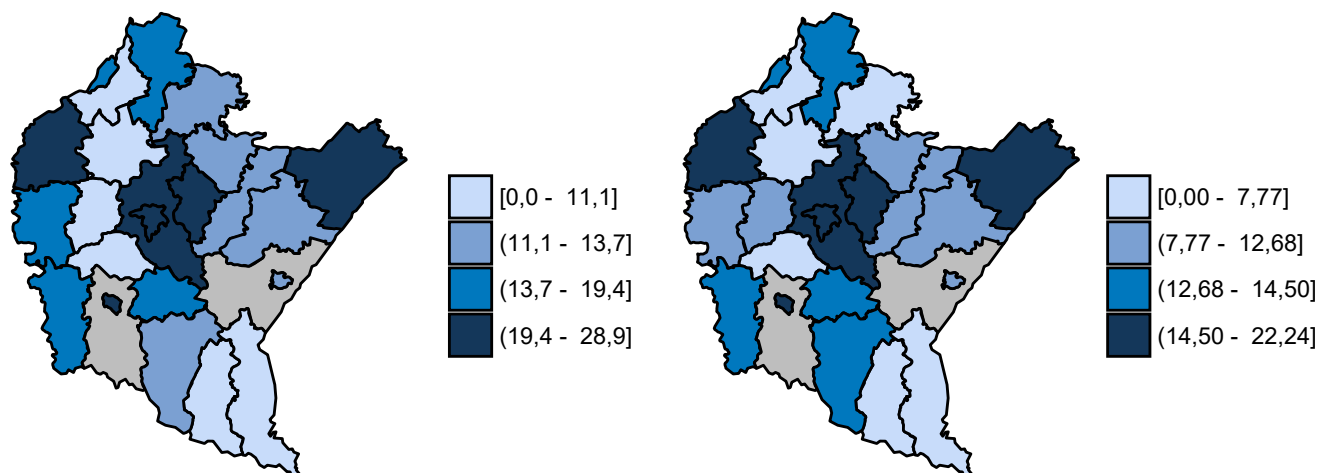 [0,0 - 11,1]
(11,1 - 13,7]
(13,7 - 19,4]
(19,4 - 28,9]
[0,00 - 7,77]
(7,77 - 12,68]
(12,68 - 14,50]
(14,50 - 22,24]